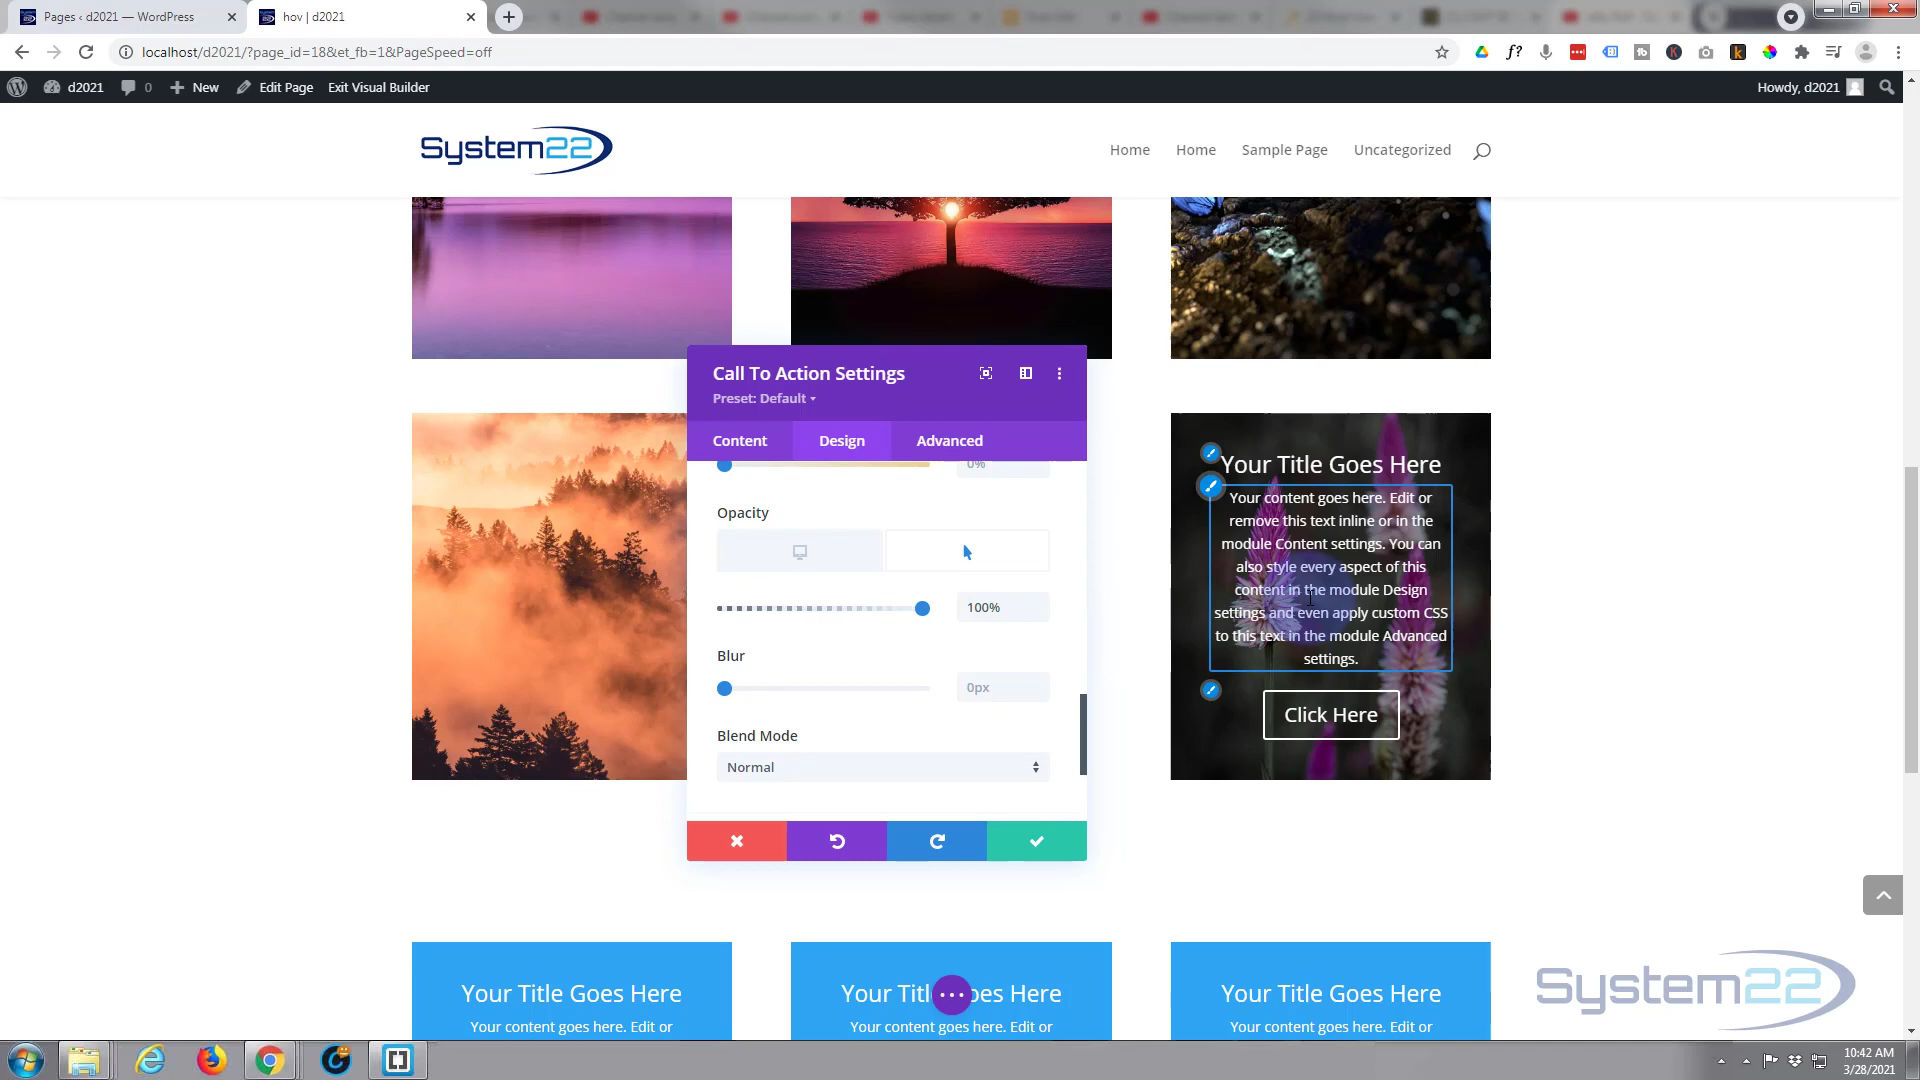 Pages ‹ d2021 — WordPress
hov | d2021
localhost/d2021/?page_id=18&et_fb=1&PageSpeed=off
d2021
0
New
Edit Page
Exit Visual Builder
Howdy, d2021
System22
Home
Home
Sample Page
Uncategorized
Call To Action Settings
Preset: Default
Content
Design
Advanced
0%
Opacity
100%
Blur
0px
Blend Mode
Normal
Your Title Goes Here
Your content goes here. Edit or
remove this text inline or in the
module Content settings. You can
also style every aspect of this
content in the module Design
settings and even apply custom CSS
to this text in the module Advanced
settings.
Click Here
Your Title Goes Here
Your content goes here. Edit or
Your Titl
oes Here
Your content goes here. Edit or
Your Title Goes Here
Your content goes here. Edit or
System22
10:42 AM
3/28/2021